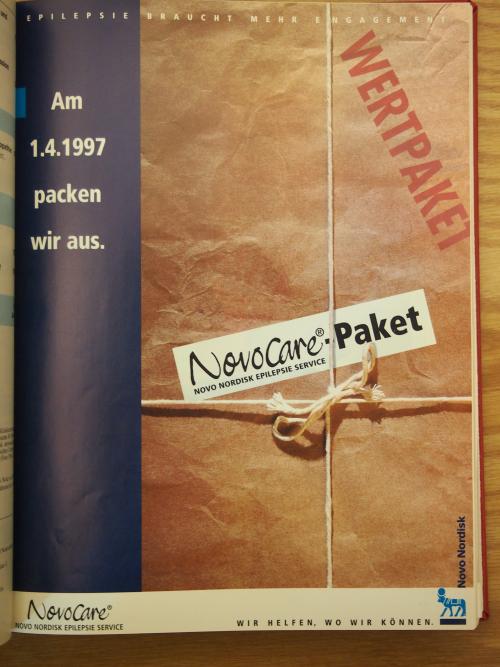 EPILEPSIE BRAUCHT MEHR ENGAGEMENT
Am
1.4.1997
packen
wir aus.
WERTPAKET
NovoCare®-Paket
NOVO NORDISK EPILEPSIE SERVICE
Novo Nordisk
NovoCare®
NOVO NORDISK EPILEPSIE SERVICE
WIR HELFEN, WO WIR KÖNNEN.